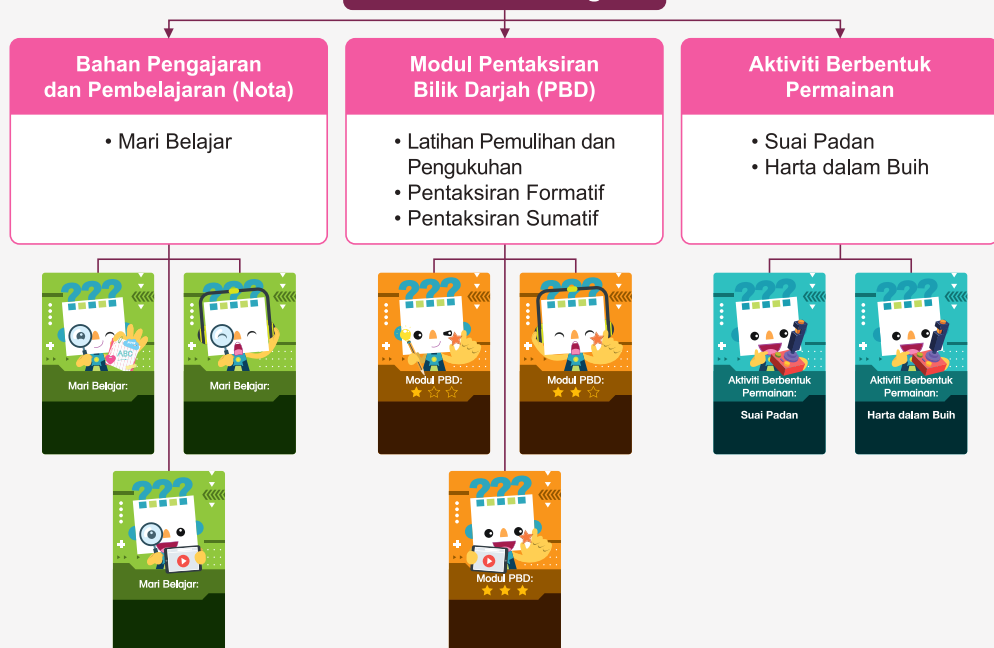 Bahan Pengajaran
dan Pembelajaran (Nota)
• Mari Belajar
Modul Pentaksiran
Bilik Darjah (PBD)
• Latihan Pemulihan dan
Pengukuhan
• Pentaksiran Formatif
• Pentaksiran Sumatif
Aktiviti Berbentuk
Permainan
• Suai Padan
• Harta dalam Buih
???
ABC
Mari Belajar:
???
Mari Belajar:
???
Mari Belajar:
???
Modul PBD:
???
Modul PBD:
???
Modul PBD:
???
Aktiviti Berbentuk
Permainan:
Suai Padan
???
Aktiviti Berbentuk
Permainan:
Harta dalam Buih